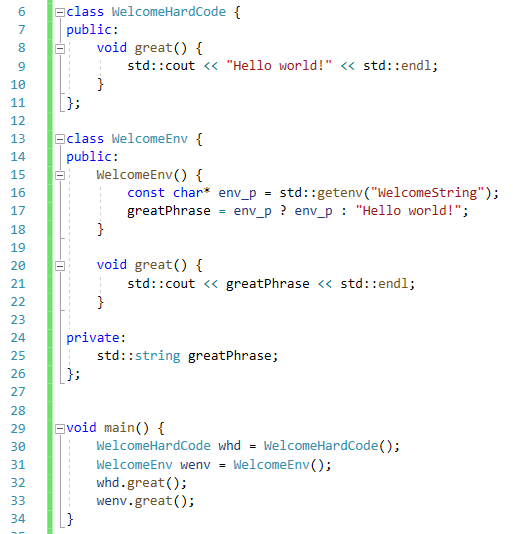 6 class WelcomeHardCode {
7 public:
8     void great() {
9         std::cout << "Hello world!" << std::endl;
10     }
11 };
12
13 class WelcomeEnv {
14 public:
15     WelcomeEnv() {
16         const char* env_p = std::getenv("WelcomeString");
17         greatPhrase = env_p ? env_p : "Hello world!";
18     }
19
20     void great() {
21         std::cout << greatPhrase << std::endl;
22     }
23
24 private:
25     std::string greatPhrase;
26 };
27
28
29 void main() {
30     WelcomeHardCode whd = WelcomeHardCode();
31     WelcomeEnv wenv = WelcomeEnv();
32     whd.great();
33     wenv.great();
34 }